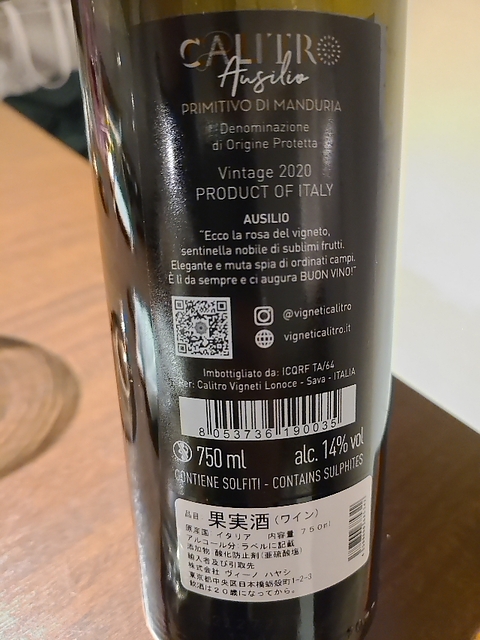 CALITRO
Ausilio
PRIMITIVO DI MANDURIA
Denominazione
di Origine Protetta
Vintage 2020
PRODUCT OF ITALY
AUSILIO
"Ecco la rosa del vigneto,
sentinella nobile di sublimi frutti.
Elegante e muta spia di ordinati campi.
È lì da sempre e ci augura BUON VINO!"
@vigneticalitro
vigneticalitro.it
Imbottigliato da: ICQRF TA/64
Per: Calitro Vigneti Lonoce - Sava - ITALIA
8 053736 190035
750 ml alc. 14% vol
CONTIENE SOLFITI - CONTAINS SULPHITES
品目 果実酒(ワイン)
原産国 イタリア 内容量 750ml
アルコール分:ラベルに記載
添加物 酸化防止剤(亜硫酸塩)
輸入者及び引取先
株式会社 ヴィーノ ハヤシ
東京都中央区日本橋蛎殻町1-2-3
飲酒は20歳になってから。